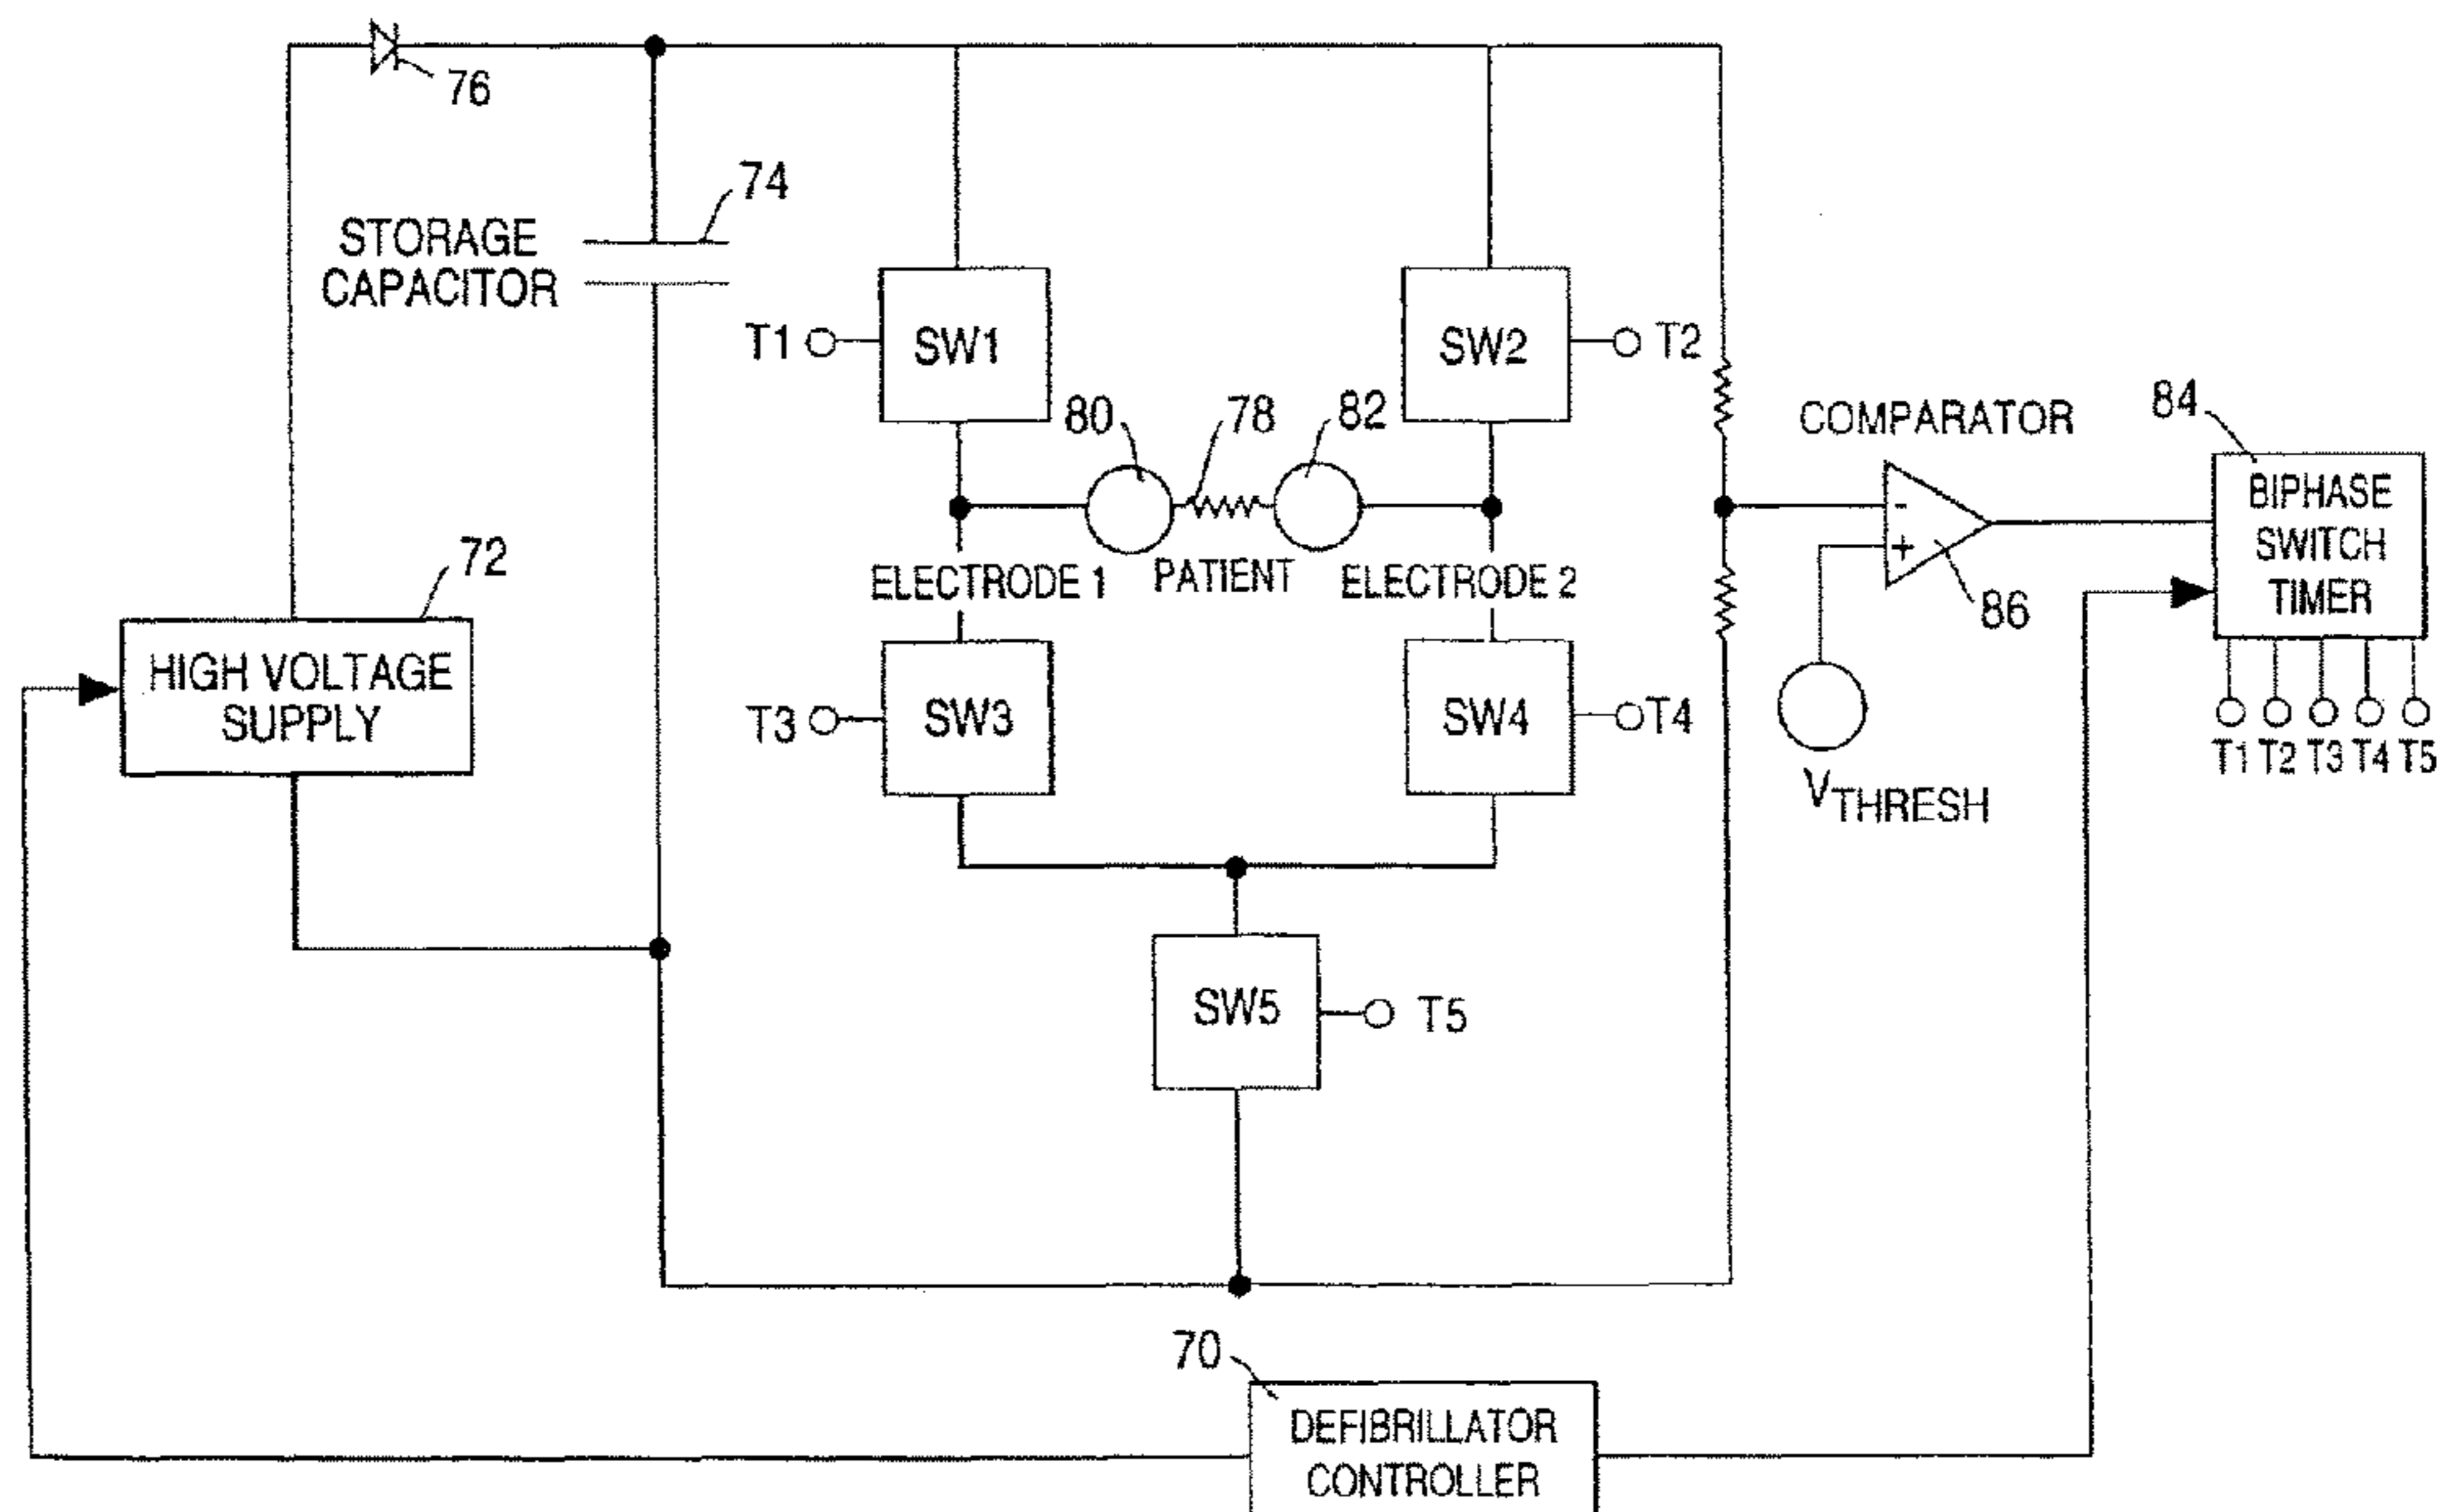 76
74
STORAGE
CAPACITOR
T1
SW1
SW2
T2
80
78
82
COMPARATOR
84
-
+
BIPHASE
SWITCH
TIMER
ELECTRODE 1
PATIENT
ELECTRODE 2
86
72
HIGH VOLTAGE
SUPPLY
T3
SW3
SW4
T4
VTHRESH
T1 T2 T3 T4 T5
SW5
T5
70
DEFIBRILLATOR
CONTROLLER